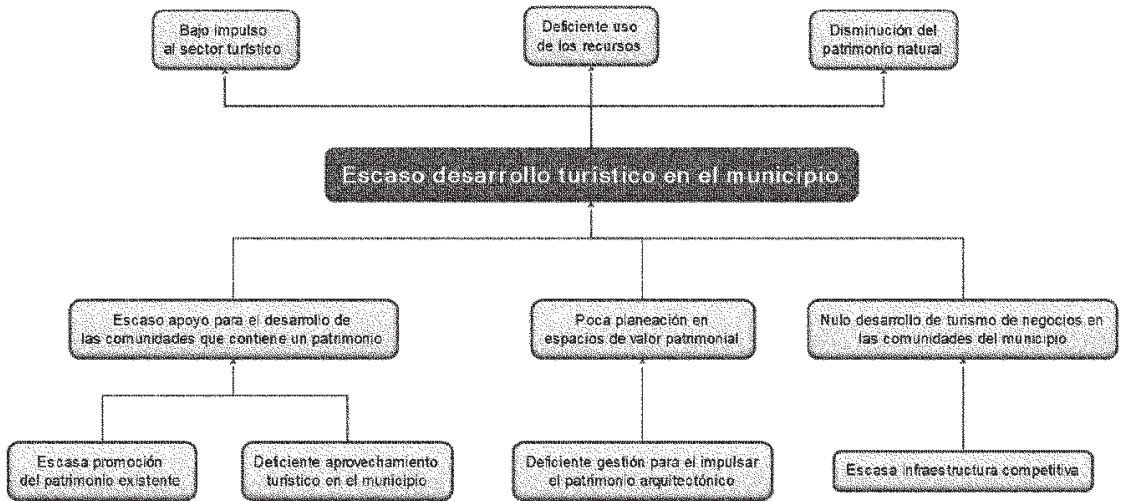 Bajo impulso
al sector turístico
Deficiente uso
de los recursos
Disminución del
patrimonio natural
Escaso desarrollo turístico en el municipio
Escaso apoyo para el desarrollo de
las comunidades que contiene un patrimonio
Poca planeación en
espacios de valor patrimonial
Nulo desarrollo de turismo de negocios en
las comunidades del municipio
Escasa promoción
del patrimonio existente
Deficiente aprovechamiento
turístico en el municipio
Deficiente gestión para el impulsar
el patrimonio arquitectónico
Escasa infraestructura competitiva